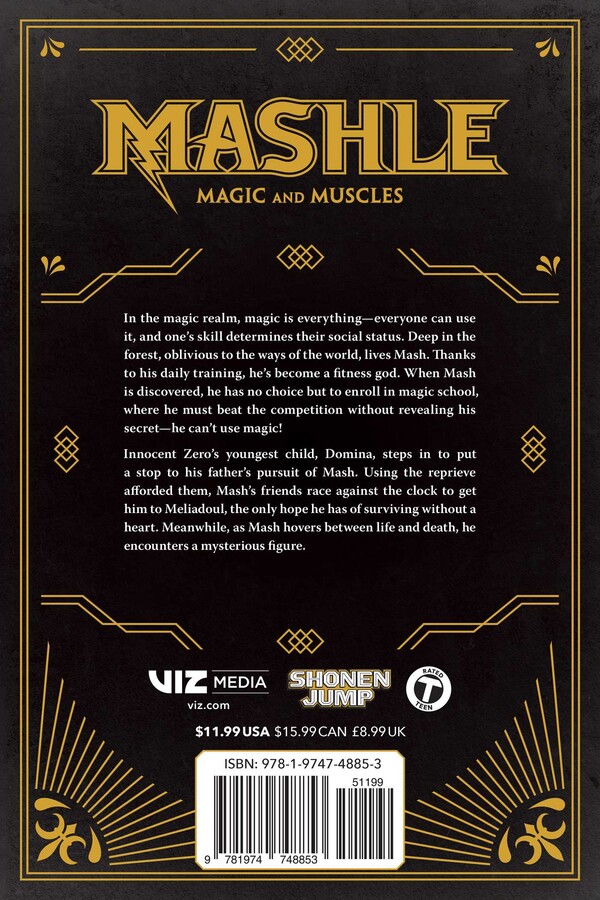 MASHLE
MAGIC AND MUSCLES
In the magic realm, magic is everything—everyone can use
it, and one's skill determines their social status. Deep in the
forest, oblivious to the ways of the world, lives Mash. Thanks
to his daily training, he's become a fitness god. When Mash
is discovered, he has no choice but to enroll in magic school,
where he must beat the competition without revealing his
secret—he can't use magic!
Innocent Zero's youngest child, Domina, steps in to put
a stop to his father's pursuit of Mash. Using the reprieve
afforded them, Mash's friends race against the clock to get
him to Meliadoul, the only hope he has of surviving without a
heart. Meanwhile, as Mash hovers between life and death, he
encounters a mysterious figure.
VIZ MEDIA
viz.com
SHONEN
JUMP
RATED
T
TEEN
$11.99 USA $15.99 CAN £8.99 UK
ISBN: 978-1-9747-4885-3
51199
9 781974 748853